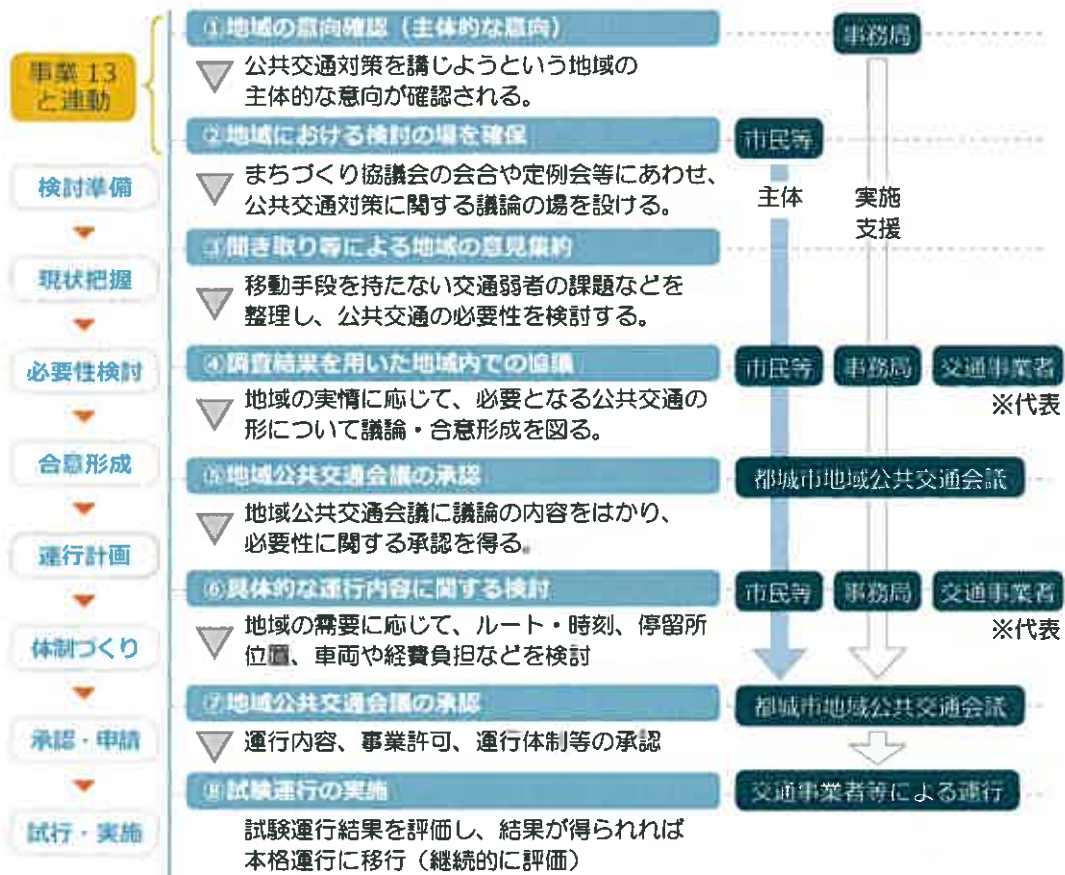 事業 13
と連動
検討準備
現状把握
必要性検討
合意形成
運行計画
体制づくり
承認・申請
試行・実施
①地域の意向確認（主体的な意向）
公共交通対策を講じようという地域の
主体的な意向が確認される。
②地域における検討の場を確保
まちづくり協議会の会合や定例会等にあわせ、
公共交通対策に関する議論の場を設ける。
③聞き取り等による地域の意見集約
移動手段を持たない交通弱者の課題などを
整理し、公共交通の必要性を検討する。
④調査結果を用いた地域内での協議
地域の実情に応じて、必要となる公共交通の
形について議論・合意形成を図る。
⑤地域公共交通会議の承認
地域公共交通会議に議論の内容をはかり、
必要性に関する承認を得る。
⑥具体的な運行内容に関する検討
地域の需要に応じて、ルート・時刻、停留所
位置、車両や経費負担などを検討
⑦地域公共交通会議の承認
運行内容、事業許可、運行体制等の承認
⑧試験運行の実施
試験運行結果を評価し、結果が得られれば
本格運行に移行（継続的に評価）
事務局
市民等
主体
実施
支援
市民等 事務局 交通事業者
※代表
都城市地域公共交通会議
市民等 事務局 交通事業者
※代表
都城市地域公共交通会議
交通事業者等による運行